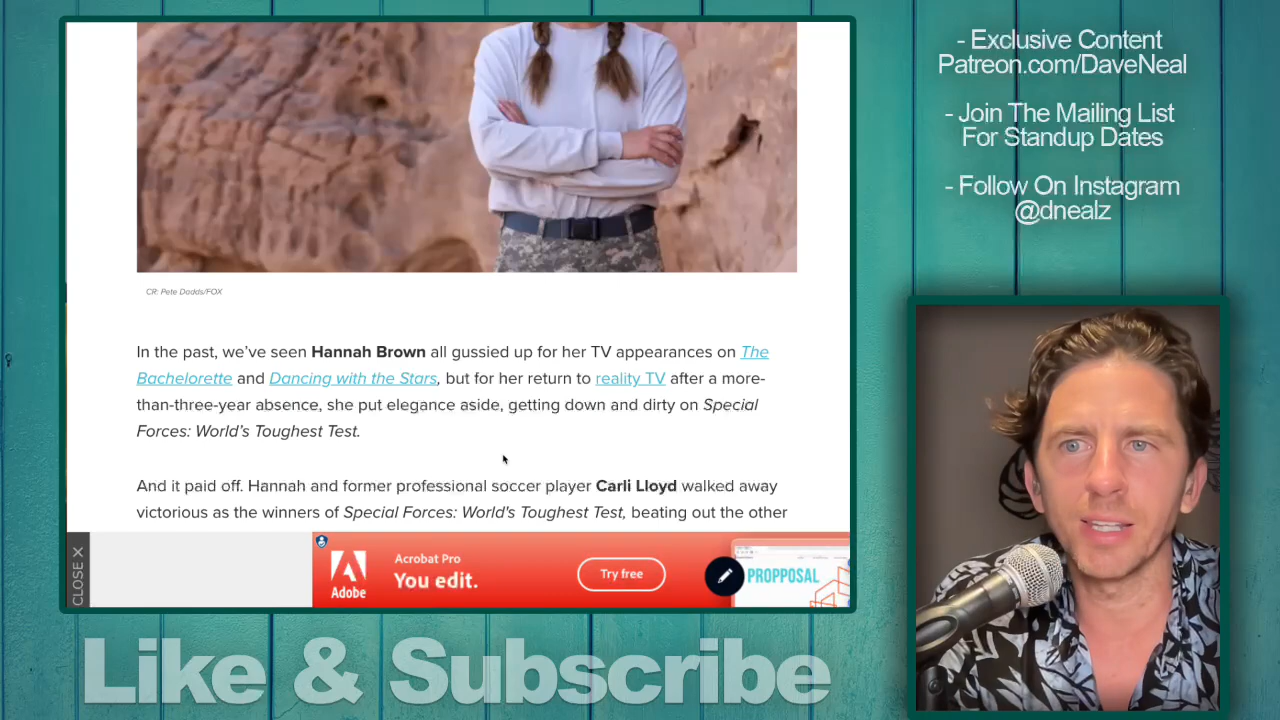 - Exclusive Content
Patreon.com/DaveNeal
- Join The Mailing List
For Standup Dates
- Follow On Instagram
@dnealz
CR: Pete Dadds/FOX
In the past, we've seen Hannah Brown all gussied up for her TV appearances on The
Bachelorette and Dancing with the Stars, but for her return to reality TV after a more-
than-three-year absence, she put elegance aside, getting down and dirty on Special
Forces: World's Toughest Test.
And it paid off. Hannah and former professional soccer player Carli Lloyd walked away
victorious as the winners of Special Forces: World's Toughest Test, beating out the other
CLOSE X
Adobe
Acrobat Pro
You edit.
Try free
PROPPOSAL
Like & Subscribe